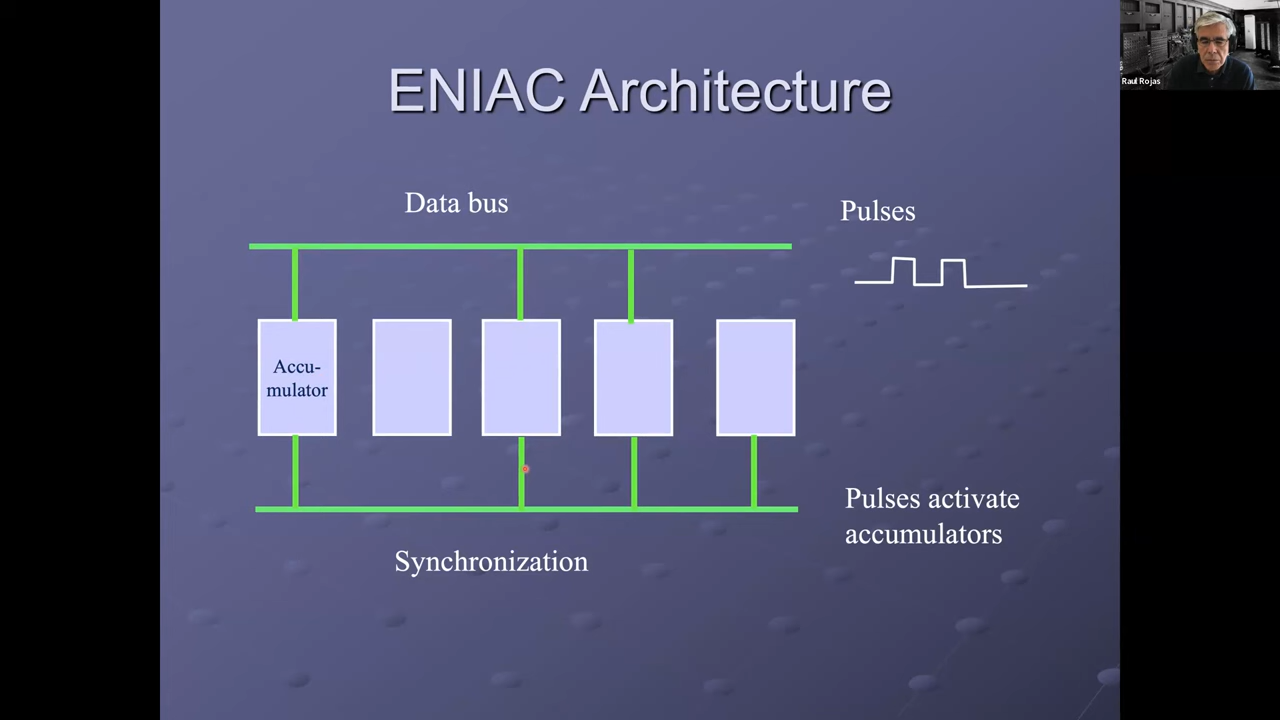 ENIAC Architecture
Raul Rojas
Data bus
Pulses
Accu-
mulator
Pulses activate
accumulators
Synchronization